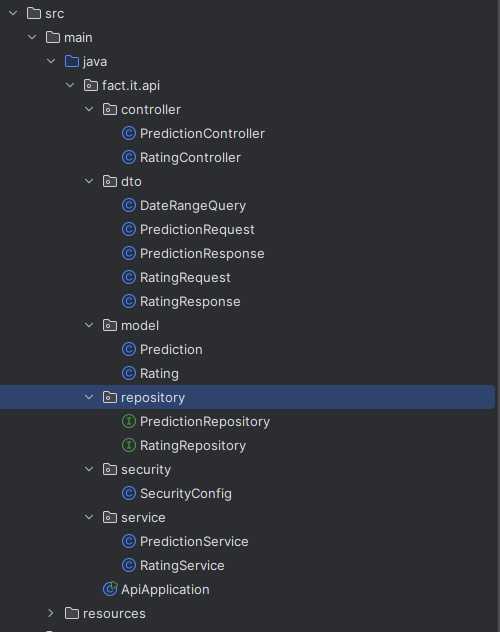 src
main
java
fact.it.api
controller
PredictionController
RatingController
dto
DateRangeQuery
PredictionRequest
PredictionResponse
RatingRequest
RatingResponse
model
Prediction
Rating
repository
PredictionRepository
RatingRepository
security
SecurityConfig
service
PredictionService
RatingService
ApiApplication
resources